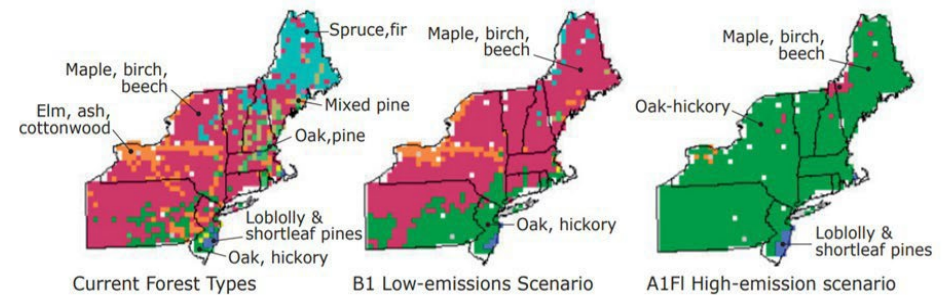 Spruce,fir
Maple, birch,
beech
Elm, ash,
cottonwood
Mixed pine
Oak,pine
Loblolly &
shortleaf pines
Oak, hickory
Current Forest Types
Maple, birch,
beech
Oak, hickory
B1 Low-emissions Scenario
Maple, birch,
beech
Oak-hickory
Loblolly &
shortleaf pines
A1Fl High-emission scenario